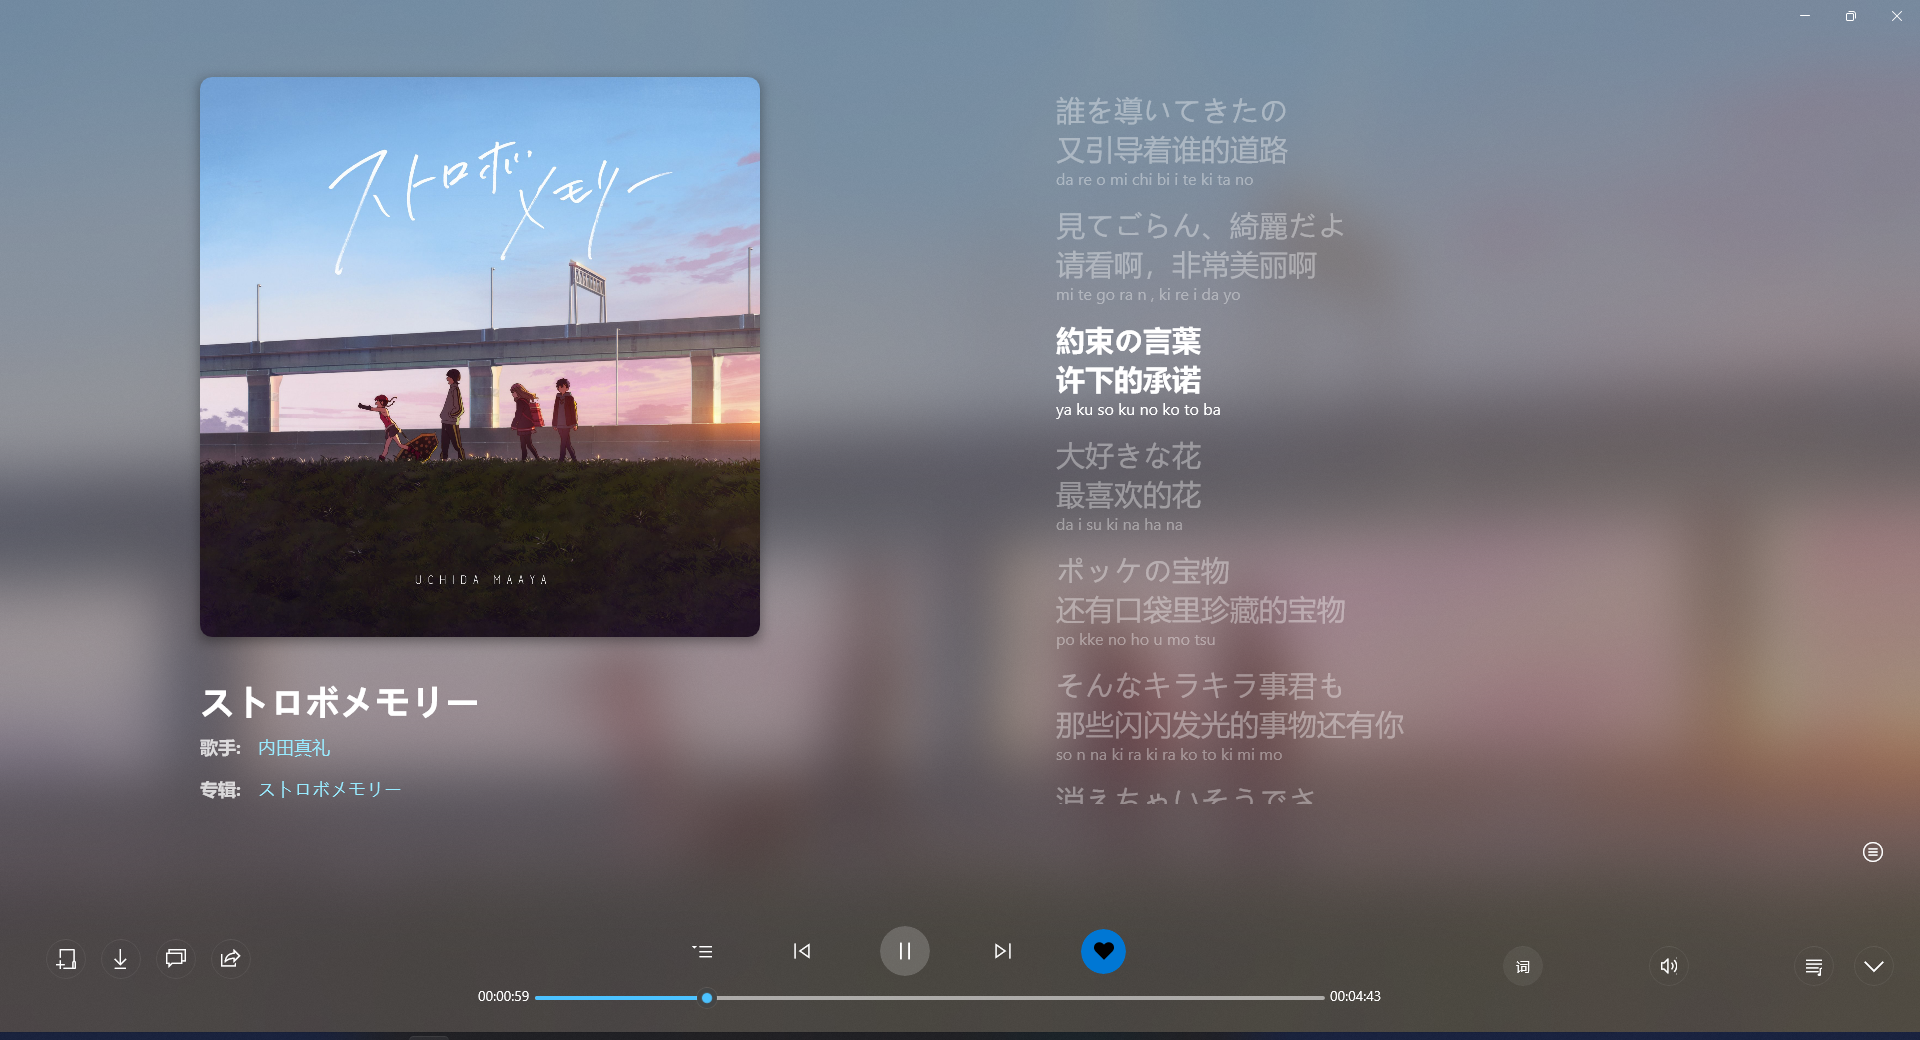 ストロボメモリー
UCHIDA MAAYA
ストロボメモリー
歌手: 内田真礼
专辑: ストロボメモリー
誰を導いてきたの
又引导着谁的道路
da re o mi chi bi i te ki ta no
見てごらん、綺麗だよ
请看啊，非常美丽啊
mi te go ra n , ki re i da yo
約束の言葉
许下的承诺
ya ku so ku no ko to ba
大好きな花
最喜欢的花
da i su ki na ha na
ポッケの宝物
还有口袋里珍藏的宝物
po kke no ho u mo tsu
そんなキラキラ事君も
那些闪闪发光的事物还有你
so n na ki ra ki ra ko to ki mi mo
消えちゃいそうでさ
00:00:59
00:04:43
词